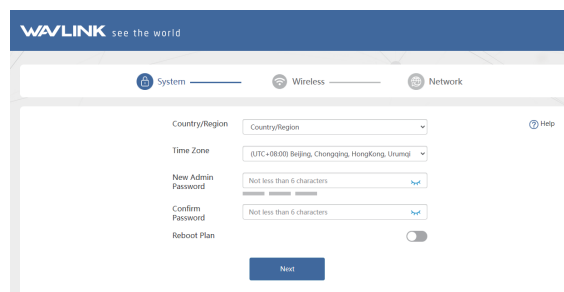 WAVLINK see the world
System Wireless Network
Country/Region Country/Region Help
Time Zone (UTC+08:00) Beijing, Chongqing, HongKong, Urumqi
New Admin Password Not less than 6 characters
Confirm Password Not less than 6 characters
Reboot Plan
Next